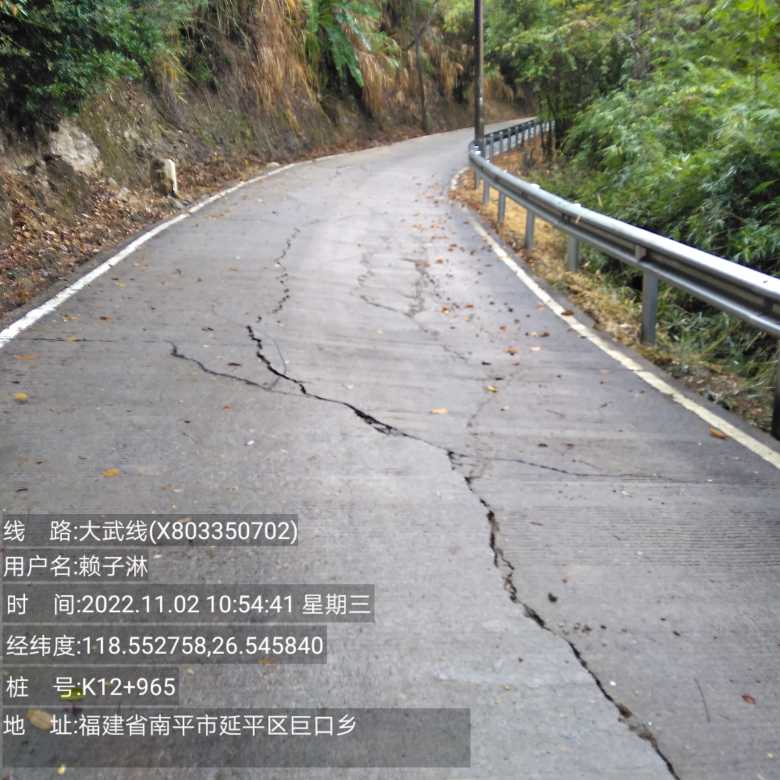 线 路:大武线(X803350702)
用户名:赖子淋
时 间:2022.11.02 10:54:41 星期三
经纬度:118.552758,26.545840
桩 号:K12+965
地 址:福建省南平市延平区巨口乡